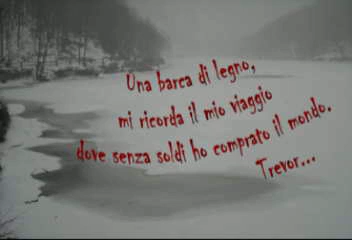 Una barca di legno,
mi ricorda il mio viaggio
dove senza soldi ho comprato il mondo.
Trevor...